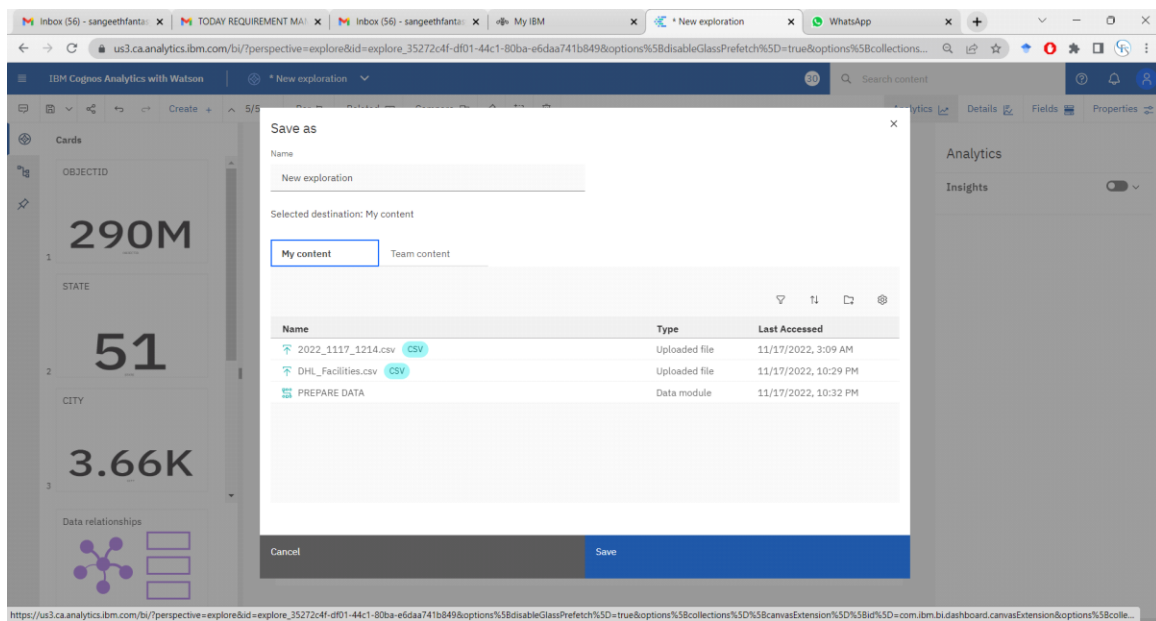 Inbox (56) - sangeethfantas
TODAY REQUIREMENT MAI
Inbox (56) - sangeethfantas
My IBM
* New exploration
WhatsApp
us3.ca.analytics.ibm.com/bi/?perspective=explore&id=explore_35272c4f-df01-44c1-80ba-e6daa741b849&options%5BdisableGlassPrefetch%5D=true&options%5Bcollections...
IBM Cognos Analytics with Watson
* New exploration
30
Search content
Create +
5/5
Details
Fields
Properties
Cards
OBJECTID
290M
1
STATE
51
2
CITY
3.66K
3
Data relationships
Save as
Name
New exploration
Selected destination: My content
My content
Team content
Name Type Last Accessed
2022_1117_1214.csv CSV Uploaded file 11/17/2022, 3:09 AM
DHL_Facilities.csv CSV Uploaded file 11/17/2022, 10:29 PM
PREPARE DATA Data module 11/17/2022, 10:32 PM
Cancel
Save
Analytics
Insights
https://us3.ca.analytics.ibm.com/bi/?perspective=explore&id=explore_35272c4f-df01-44c1-80ba-e6daa741b849&options%5BdisableGlassPrefetch%5D=true&options%5Bcollections%5D%5BcanvasExtension%5D%5Bid%5D=com.ibm.bi.dashboard.canvasExtension&options%5Bcolle...